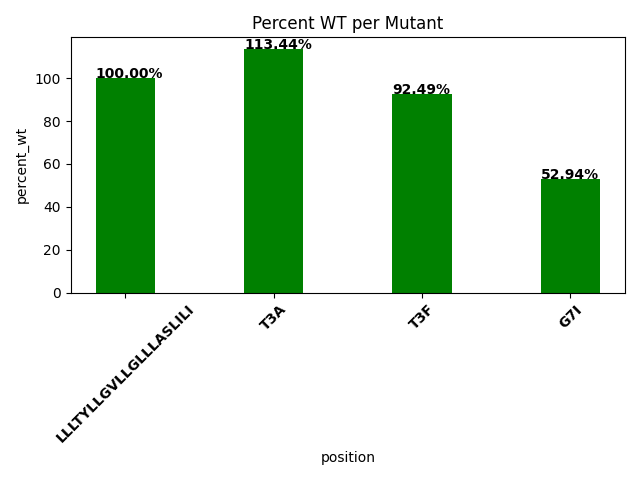 Percent WT per Mutant
percent_wt
100
80
60
40
20
0
100.00%
113.44%
92.49%
52.94%
LLLTYLLGVLLGLLLASLILI
T3A
T3F
G7I
position